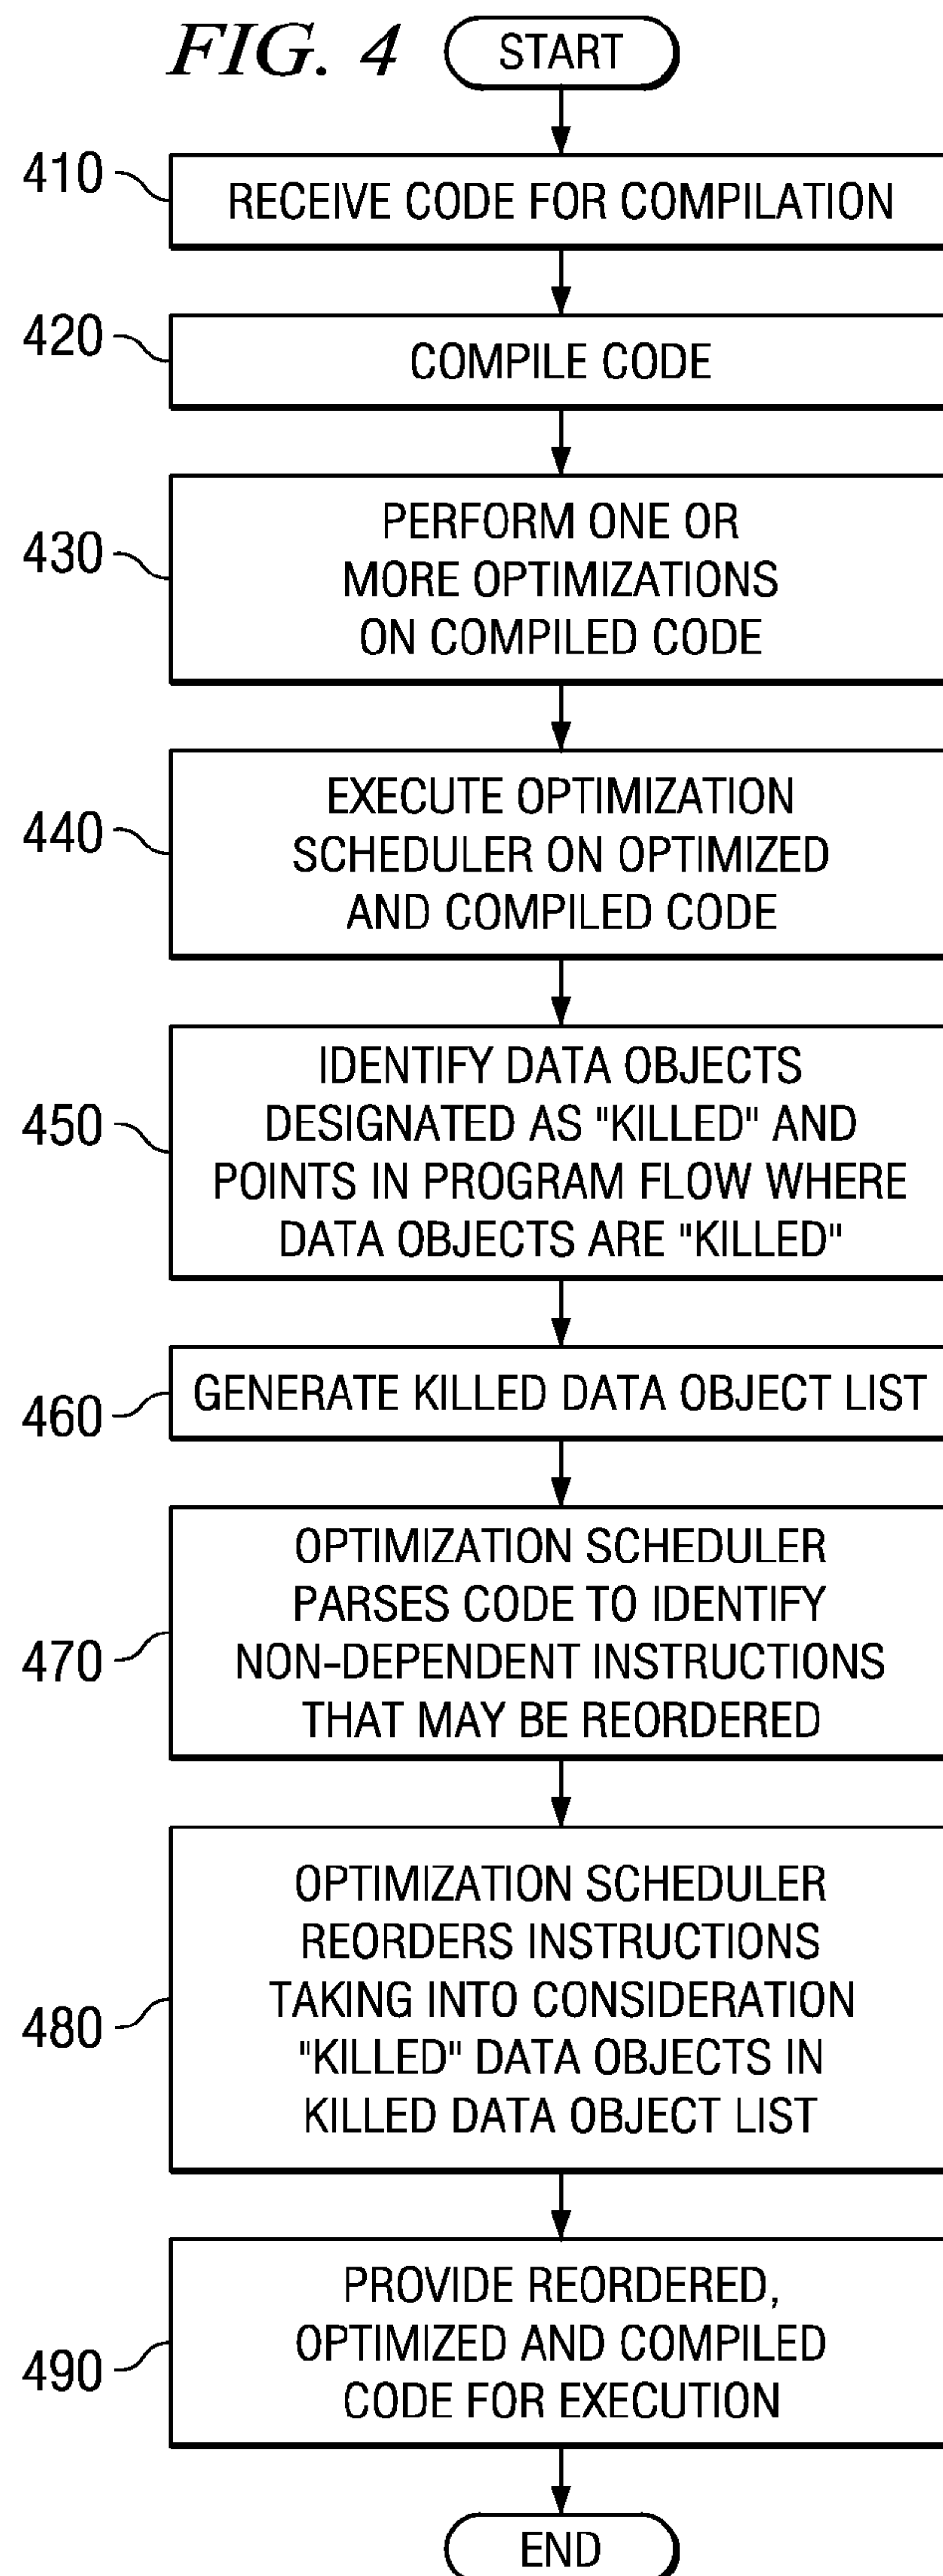 FIG. 4
START
410
RECEIVE CODE FOR COMPILATION
420
COMPILE CODE
430
PERFORM ONE OR
MORE OPTIMIZATIONS
ON COMPILED CODE
440
EXECUTE OPTIMIZATION
SCHEDULER ON OPTIMIZED
AND COMPILED CODE
450
IDENTIFY DATA OBJECTS
DESIGNATED AS "KILLED" AND
POINTS IN PROGRAM FLOW WHERE
DATA OBJECTS ARE "KILLED"
460
GENERATE KILLED DATA OBJECT LIST
470
OPTIMIZATION SCHEDULER
PARSES CODE TO IDENTIFY
NON-DEPENDENT INSTRUCTIONS
THAT MAY BE REORDERED
480
OPTIMIZATION SCHEDULER
REORDERS INSTRUCTIONS
TAKING INTO CONSIDERATION
"KILLED" DATA OBJECTS IN
KILLED DATA OBJECT LIST
490
PROVIDE REORDERED,
OPTIMIZED AND COMPILED
CODE FOR EXECUTION
END